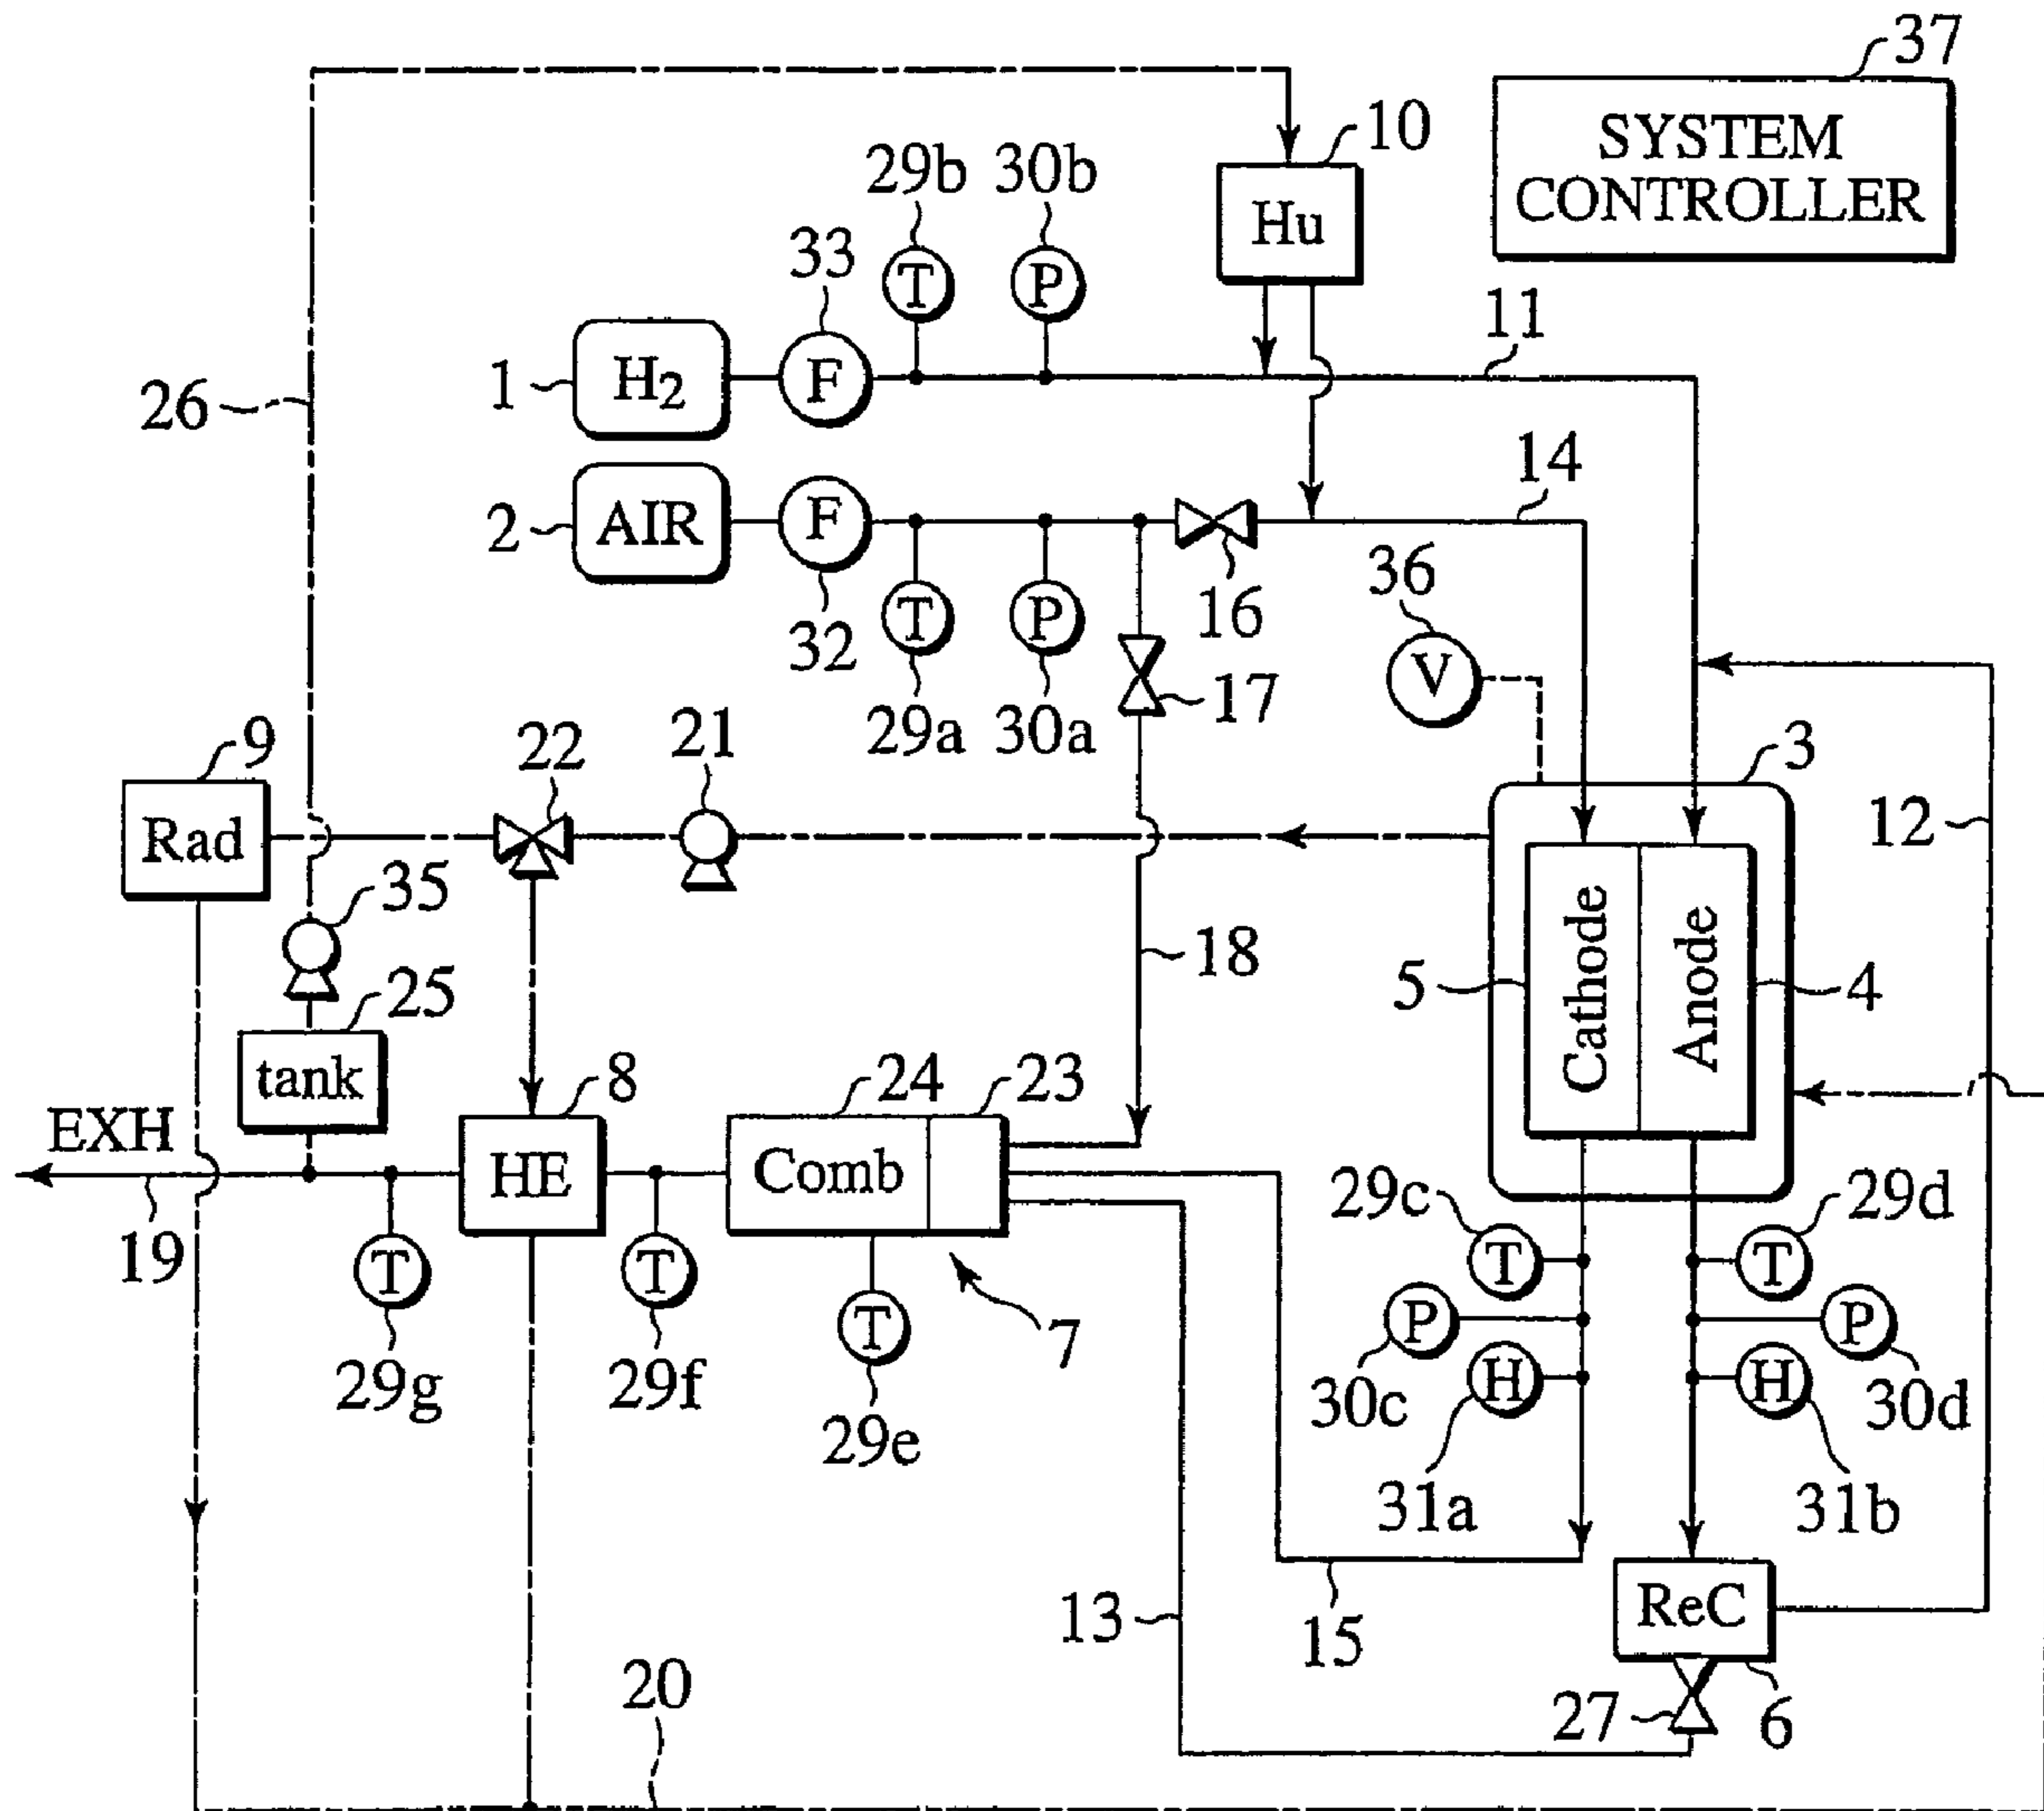 37
SYSTEM
CONTROLLER
10
Hu
29b
30b
T
P
33
11
1
H2
F
26
14
2
AIR
F
32
T
P
29a
30a
16
17
36
V
9
Rad
22
21
3
12
35
25
tank
18
5
Cathode
Anode
4
8
24
23
EXH
HE
Comb
19
T
29g
T
29f
T
29e
7
29c
T
T
29d
P
30c
P
30d
H
31a
H
31b
13
15
ReC
27
6
20